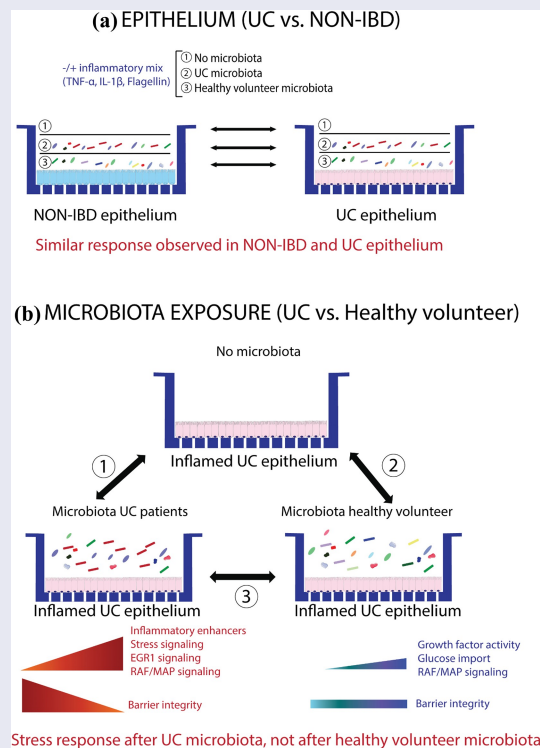 (a) EPITHELIUM (UC vs. NON-IBD)
-/+ inflammatory mix
(TNF-α, IL-1β, Flagellin)
① No microbiota
② UC microbiota
③ Healthy volunteer microbiota
①
②
③
①
②
③
NON-IBD epithelium
UC epithelium
Similar response observed in NON-IBD and UC epithelium
(b) MICROBIOTA EXPOSURE (UC vs. Healthy volunteer)
No microbiota
Inflamed UC epithelium
①
②
Microbiota UC patients
Microbiota healthy volunteer
③
Inflamed UC epithelium
Inflamed UC epithelium
Inflammatory enhancers
Stress signaling
EGR1 signaling
RAF/MAP signaling
Barrier integrity
Growth factor activity
Glucose import
RAF/MAP signaling
Barrier integrity
Stress response after UC microbiota, not after healthy volunteer microbiota